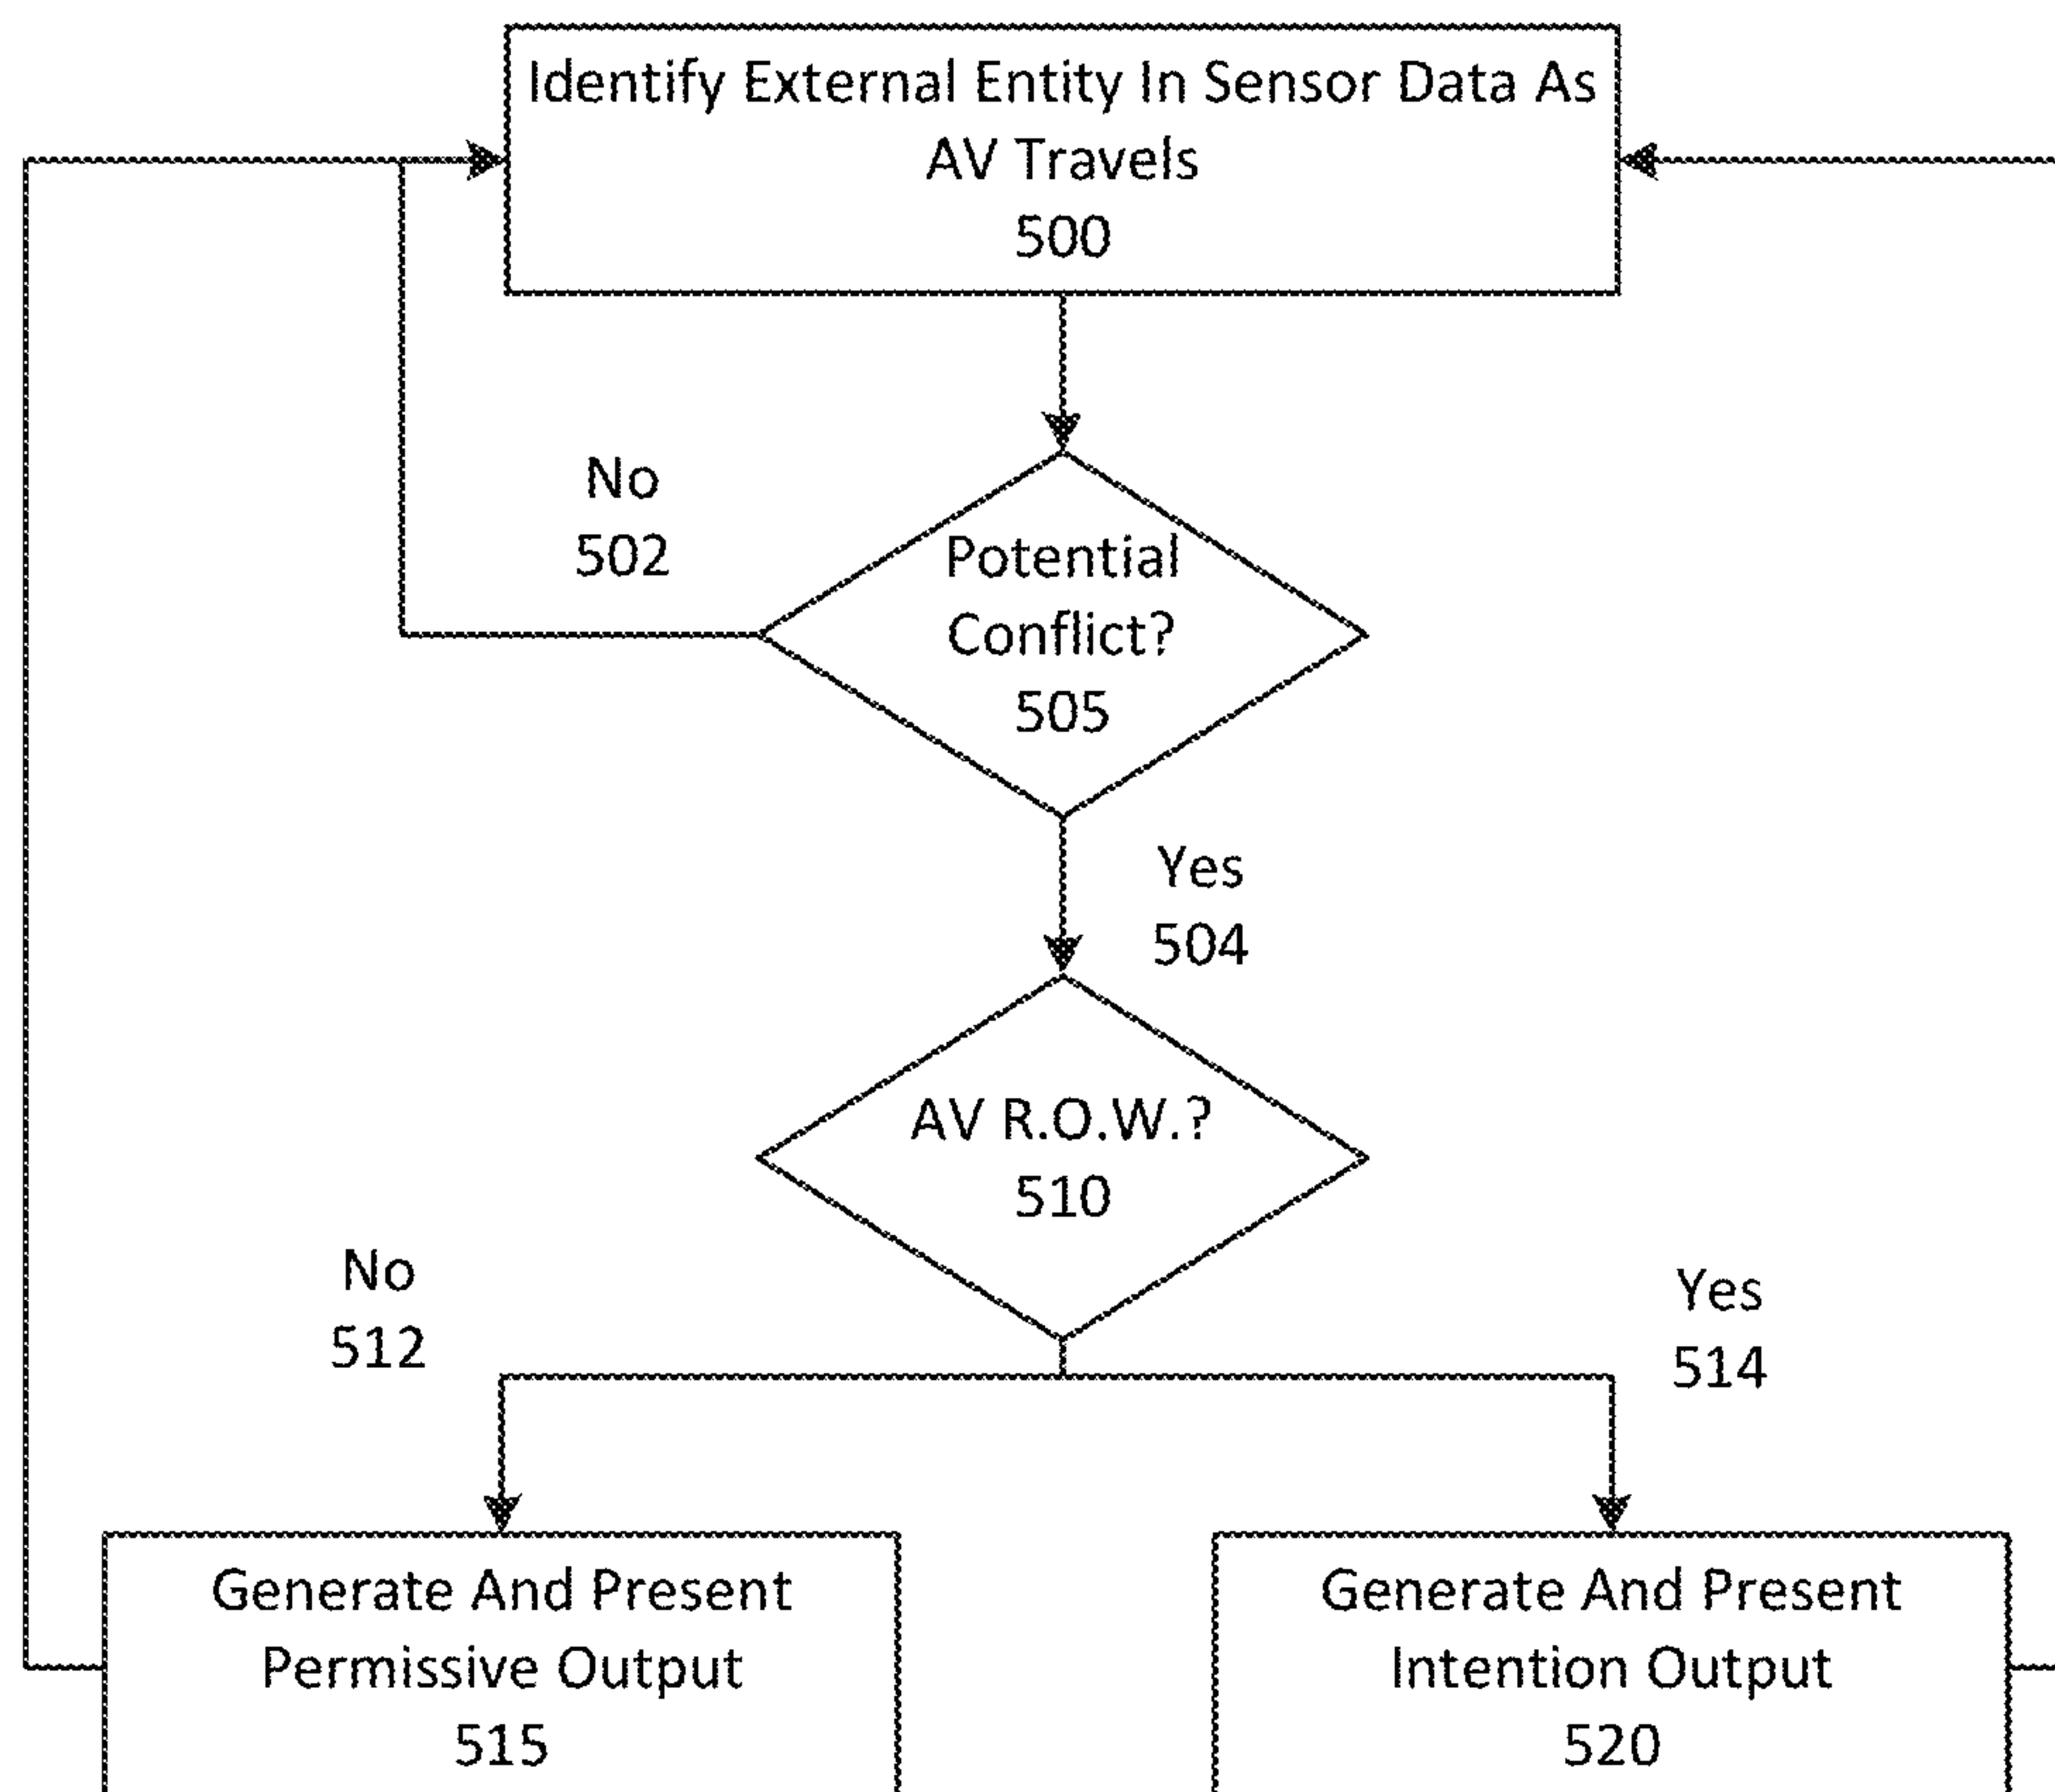 Identify External Entity In Sensor Data As
AV Travels
500
No
502
Potential
Conflict?
505
Yes
504
AV R.O.W.?
510
No
512
Yes
514
Generate And Present
Permissive Output
515
Generate And Present
Intention Output
520